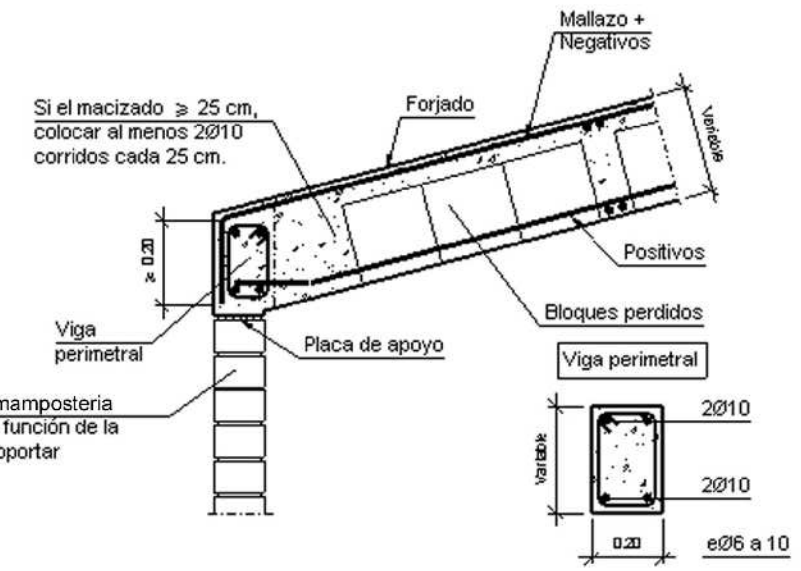 Mallazo +
Negativos
Si el macizado ≥ 25 cm,
colocar al menos 2Ø10
corridos cada 25 cm.
Forjado
Variable
≥ 0.20
Positivos
Bloques perdidos
Viga
perimetral
Placa de apoyo
Viga perimetral
mamposteria
función de la
oportar
2Ø10
Variable
2Ø10
0.20
eØ6 a 10